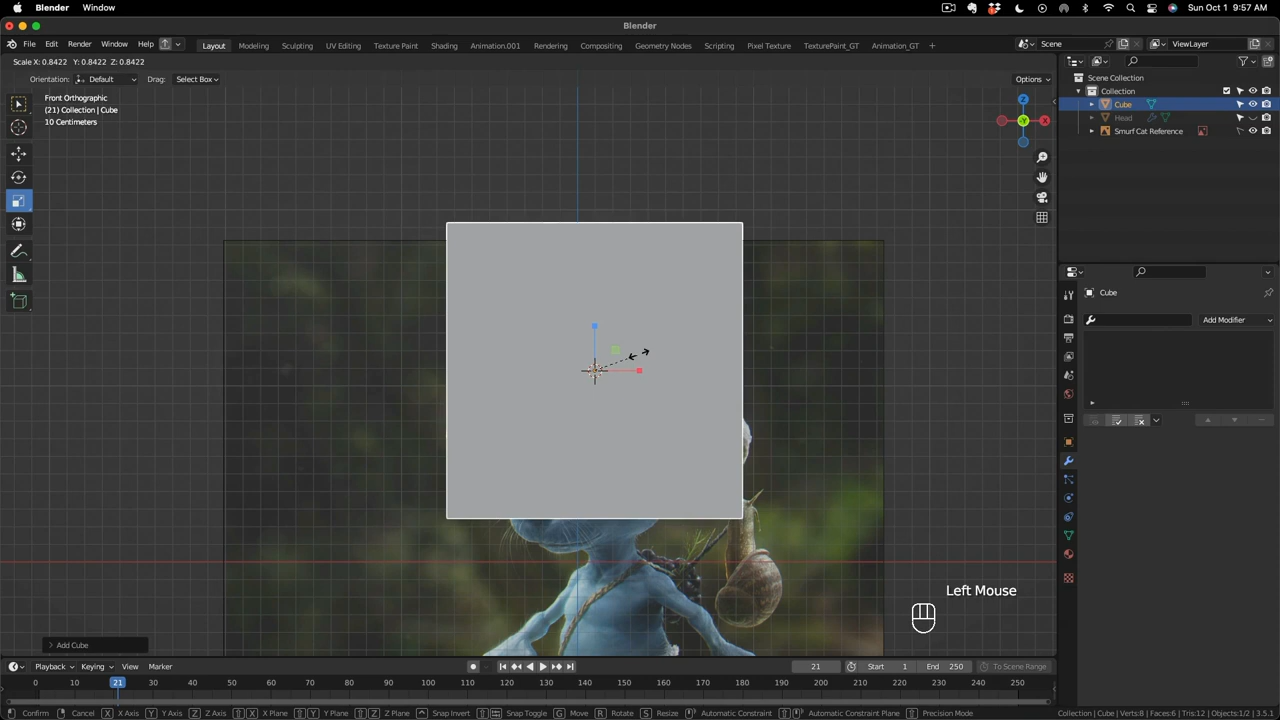 Blender Window Sun Oct 1 9:57 AM
Blender
File Edit Render Window Help Layout Modeling Sculpting UV Editing Texture Paint Shading Animation.001 Rendering Compositing Geometry Nodes Scripting Pixel Texture TexturePaint_GT Animation_GT + Scene ViewLayer
Scale X: 0.8422 Y: 0.8422 Z: 0.8422
Orientation: Default Drag: Select Box Options
Scene Collection
Collection
Cube
Head
Smurf Cat Reference
Front Orthographic
(21) Collection | Cube
10 Centimeters
Z
Y
X
Cube
Add Modifier
Left Mouse
Add Cube
Playback Keying View Marker 21 Start 1 End 250 To Scene Range
0 10 21 30 40 50 60 70 80 90 100 110 120 130 140 150 160 170 180 190 200 210 220 230 240 250
Confirm Cancel X X Axis Y Y Axis Z Z Axis X X Plane Y Y Plane Z Z Plane Snap Invert Snap Toggle G Move R Rotate S Resize Automatic Constraint Automatic Constraint Plane Precision Mode Collection | Cube | Verts:8 | Faces:6 | Tris:12 | Objects:1/2 | 3.5.1